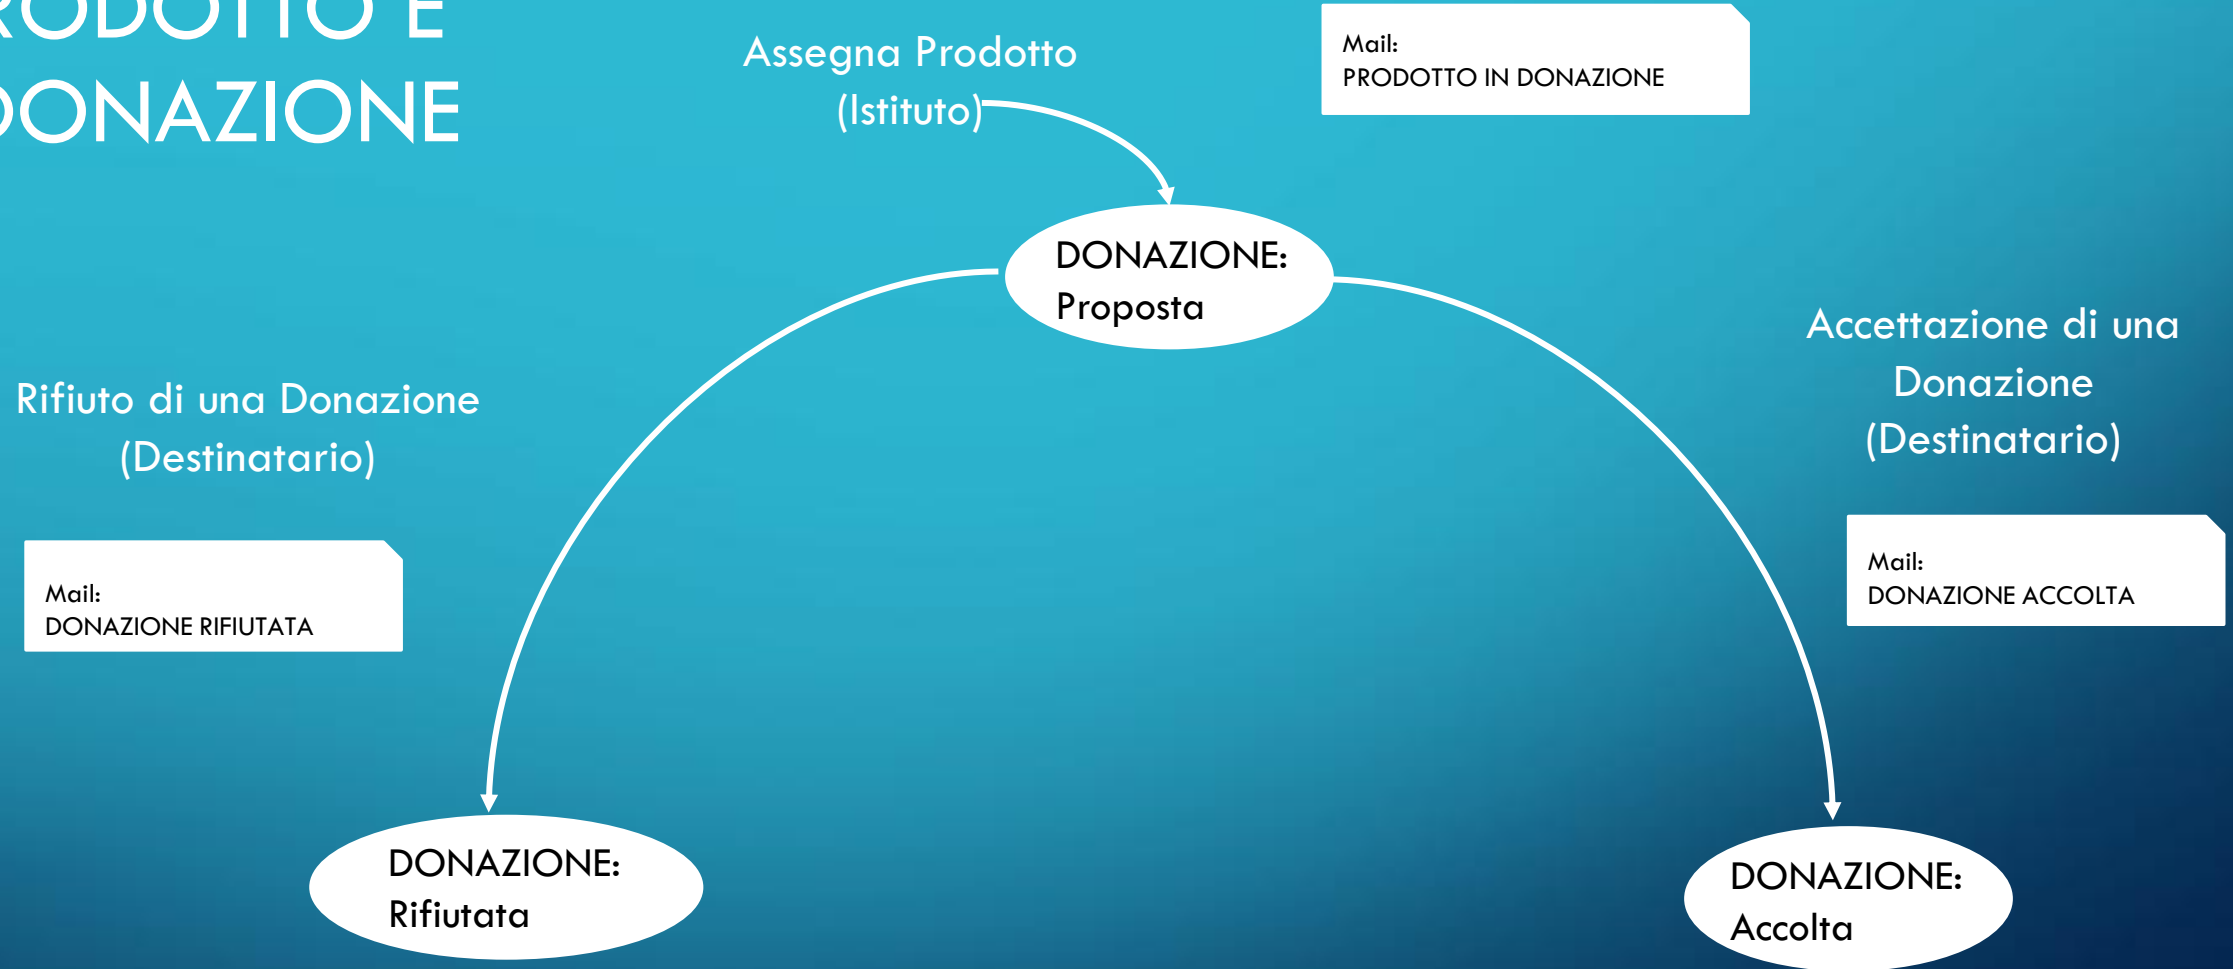 RODOTTO E
DONAZIONE
Assegna Prodotto
(Istituto)
Mail:
PRODOTTO IN DONAZIONE
DONAZIONE:
Proposta
Accettazione di una
Donazione
(Destinatario)
Rifiuto di una Donazione
(Destinatario)
Mail:
DONAZIONE RIFIUTATA
Mail:
DONAZIONE ACCOLTA
DONAZIONE:
Rifiutata
DONAZIONE:
Accolta